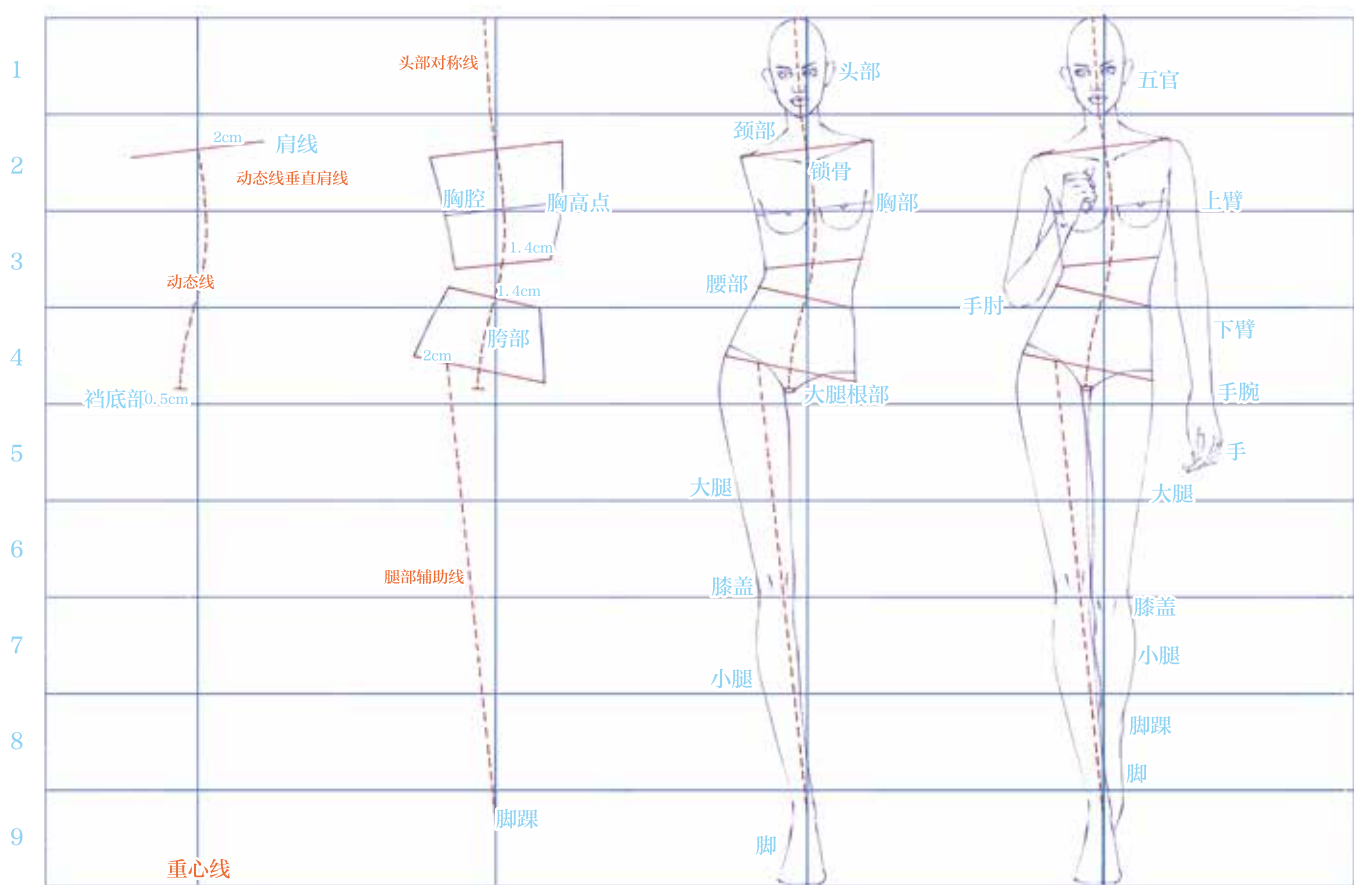 1
2
3
4
5
6
7
8
9
2cm
肩线
动态线垂直肩线
动态线
裆底部0.5cm
重心线
头部对称线
胸腔
胸高点
1.4cm
1.4cm
胯部
2cm
腿部辅助线
脚踝
头部
颈部
锁骨
胸部
腰部
大腿根部
大腿
膝盖
小腿
脚
五官
上臂
手肘
下臂
手腕
手
大腿
膝盖
小腿
脚踝
脚